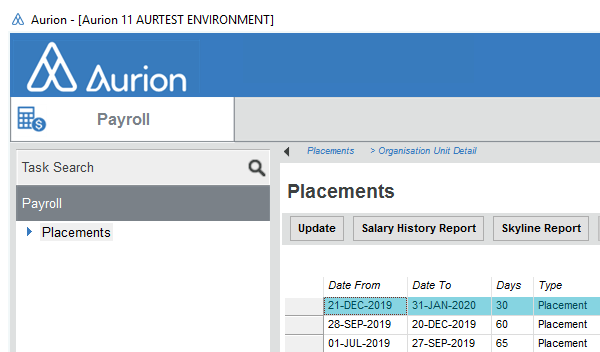 Aurion - [Aurion 11 AURTEST ENVIRONMENT]
Aurion
Payroll
Task Search
Payroll
Placements
Placements > Organisation Unit Detail
Placements
Update Salary History Report Skyline Report
Date From Date To Days Type
21-DEC-2019 31-JAN-2020 30 Placement
28-SEP-2019 20-DEC-2019 60 Placement
01-JUL-2019 27-SEP-2019 65 Placement